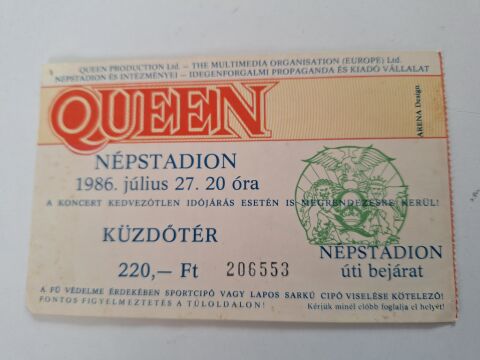 QUEEN PRODUCTION Ltd. — THE MULTIMEDIA ORGANISATION (EUROPE) Ltd.
NÉPSTADION ÉS INTÉZMÉNYEI — IDEGENFORGALMI PROPAGANDA ÉS KIADÓ VÁLLALAT
QUEEN
ARENA Design
NÉPSTADION
1986. július 27. 20 óra
A KONCERT KEDVEZŐTLEN IDŐJÁRÁS ESETÉN IS MEGRENDEZÉSRE KERÜL!
KÜZDŐTÉR
220,— Ft 206553
NÉPSTADION
úti bejárat
A FŰ VÉDELME ÉRDEKÉBEN SPORTCIPŐ VAGY LAPOS SARKÚ CIPŐ VISELÉSE KÖTELEZŐ!
FONTOS FIGYELMEZTETÉS A TÚLOLDALON! Kérjük minél előbb foglalja el helyét!